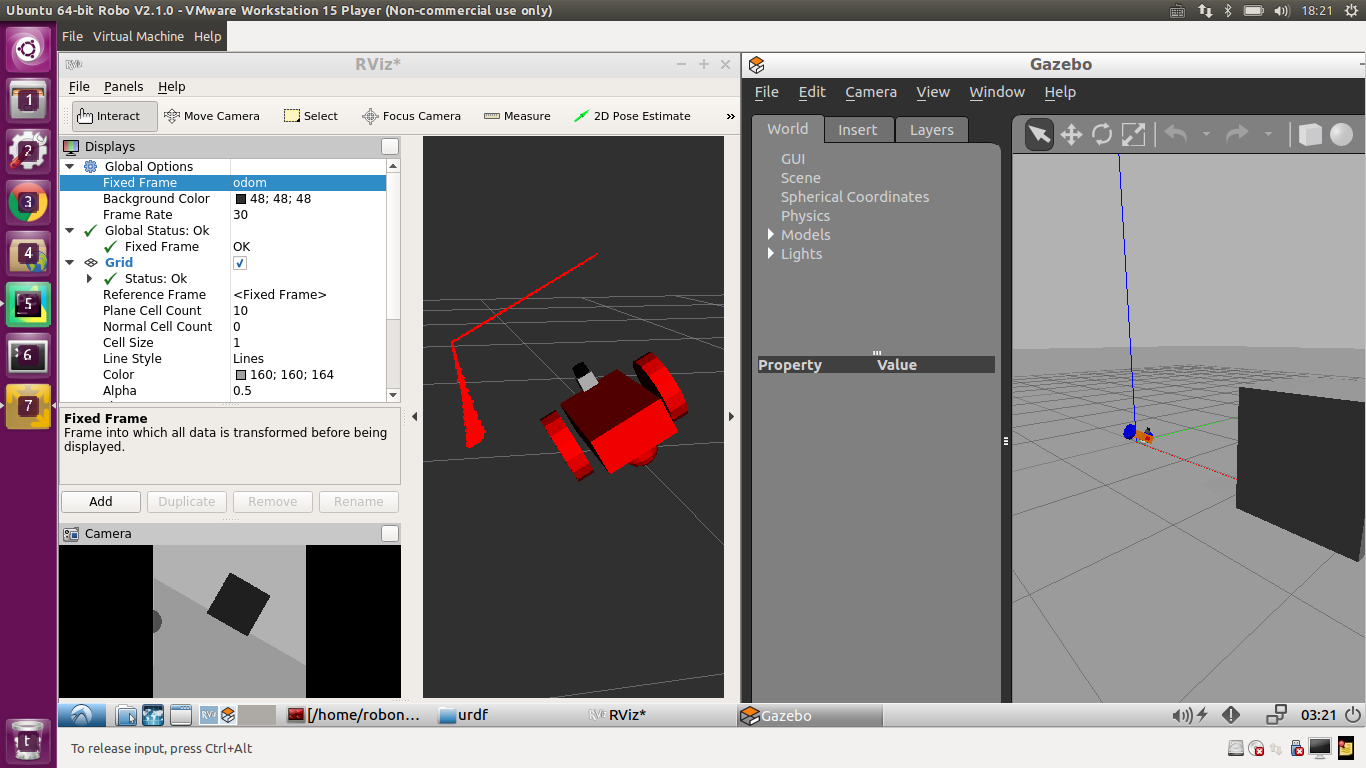 Ubuntu 64-bit Robo V2.1.0 - VMware Workstation 15 Player (Non-commercial use only)
18:21
File Virtual Machine Help
RViz*
File Panels Help
Interact Move Camera Select Focus Camera Measure 2D Pose Estimate »
Displays
Global Options
Fixed Frame odom
Background Color 48; 48; 48
Frame Rate 30
Global Status: Ok
Fixed Frame OK
Grid
Status: Ok
Reference Frame <Fixed Frame>
Plane Cell Count 10
Normal Cell Count 0
Cell Size 1
Line Style Lines
Color 160; 160; 164
Alpha 0.5
Fixed Frame
Frame into which all data is transformed before being
displayed.
Add Duplicate Remove Rename
Camera
Gazebo
File Edit Camera View Window Help
World Insert Layers
GUI
Scene
Spherical Coordinates
Physics
Models
Lights
Property Value
1
2
3
4
5
6
7
t
[/home/robon... urdf RViz* Gazebo 03:21
To release input, press Ctrl+Alt